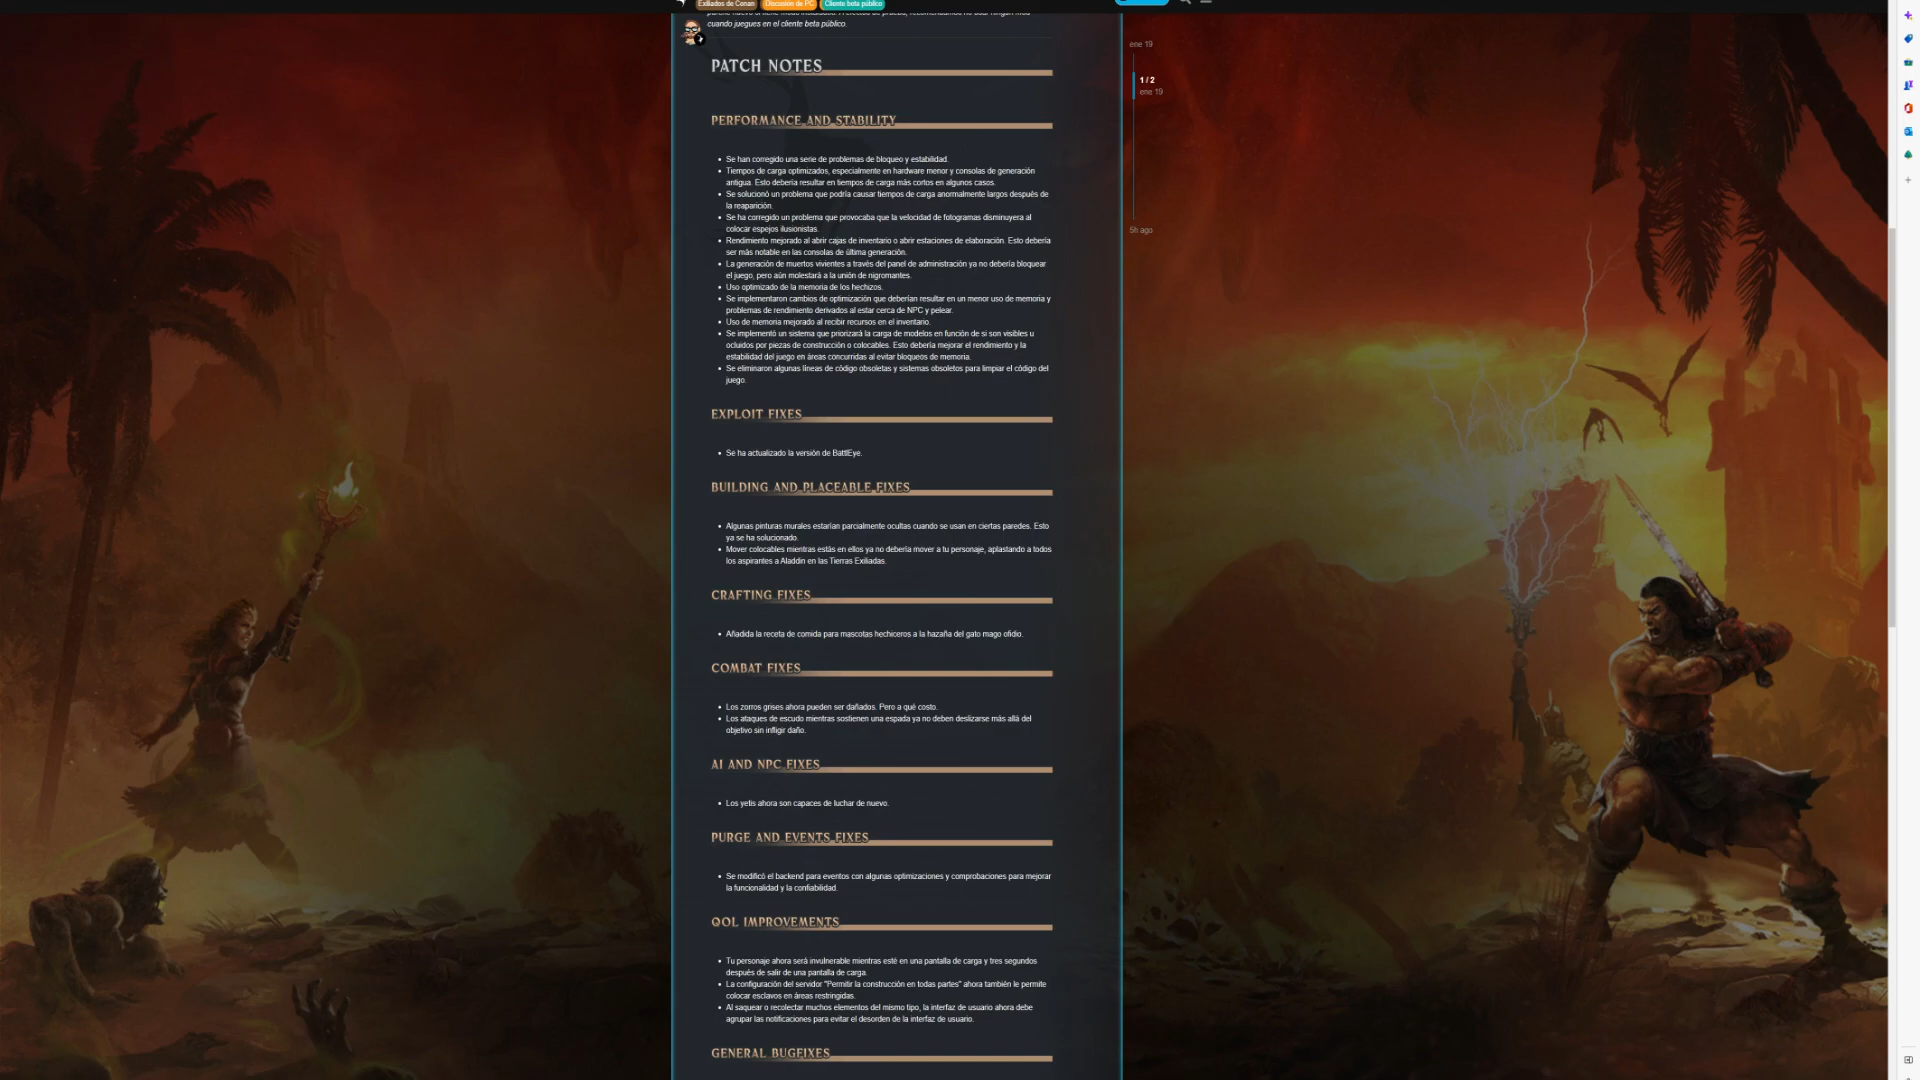 Exiliados de Conan Discusión de PC Cliente beta público
cuando juegues en el cliente beta público.
ene 19
PATCH NOTES
1 / 2
ene 19
PERFORMANCE AND STABILITY
Se han corregido una serie de problemas de bloqueo y estabilidad.
Tiempos de carga optimizados, especialmente en hardware menor y consolas de generación
antigua. Esto debería resultar en tiempos de carga más cortos en algunos casos.
Se solucionó un problema que podría causar tiempos de carga anormalmente largos después de
la reaparición.
Se ha corregido un problema que provocaba que la velocidad de fotogramas disminuyera al
colocar espejos ilusionistas.
5h ago
Rendimiento mejorado al abrir cajas de inventario o abrir estaciones de elaboración. Esto debería
ser más notable en las consolas de última generación.
La generación de muertos vivientes a través del panel de administración ya no debería bloquear
el juego, pero aún molestará a la unión de nigromantes.
Uso optimizado de la memoria de los hechizos.
Se implementaron cambios de optimización que deberían resultar en un menor uso de memoria y
problemas de rendimiento derivados al estar cerca de NPC y pelear.
Uso de memoria mejorado al recibir recursos en el inventario.
Se implementó un sistema que priorizará la carga de modelos en función de si son visibles u
ocluidos por piezas de construcción o colocables. Esto debería mejorar el rendimiento y la
estabilidad del juego en áreas concurridas al evitar bloqueos de memoria.
Se eliminaron algunas líneas de código obsoletas y sistemas obsoletos para limpiar el código del
juego.
EXPLOIT FIXES
Se ha actualizado la versión de BattlEye.
BUILDING AND PLACEABLE FIXES
Algunas pinturas murales estarían parcialmente ocultas cuando se usan en ciertas paredes. Esto
ya se ha solucionado.
Mover colocables mientras estás en ellos ya no debería mover a tu personaje, aplastando a todos
los aspirantes a Aladdin en las Tierras Exiliadas.
CRAFTING FIXES
Añadida la receta de comida para mascotas hechiceros a la hazaña del gato mago ofidio.
COMBAT FIXES
Los zorros grises ahora pueden ser dañados. Pero a qué costo.
Los ataques de escudo mientras sostienen una espada ya no deben deslizarse más allá del
objetivo sin infligir daño.
AI AND NPC FIXES
Los yetis ahora son capaces de luchar de nuevo.
PURGE AND EVENTS FIXES
Se modificó el backend para eventos con algunas optimizaciones y comprobaciones para mejorar
la funcionalidad y la confiabilidad.
QOL IMPROVEMENTS
Tu personaje ahora será invulnerable mientras esté en una pantalla de carga y tres segundos
después de salir de una pantalla de carga.
La configuración del servidor "Permitir la construcción en todas partes" ahora también le permite
colocar esclavos en áreas restringidas.
Al saquear o recolectar muchos elementos del mismo tipo, la interfaz de usuario ahora debe
agrupar las notificaciones para evitar el desorden de la interfaz de usuario.
GENERAL BUGFIXES